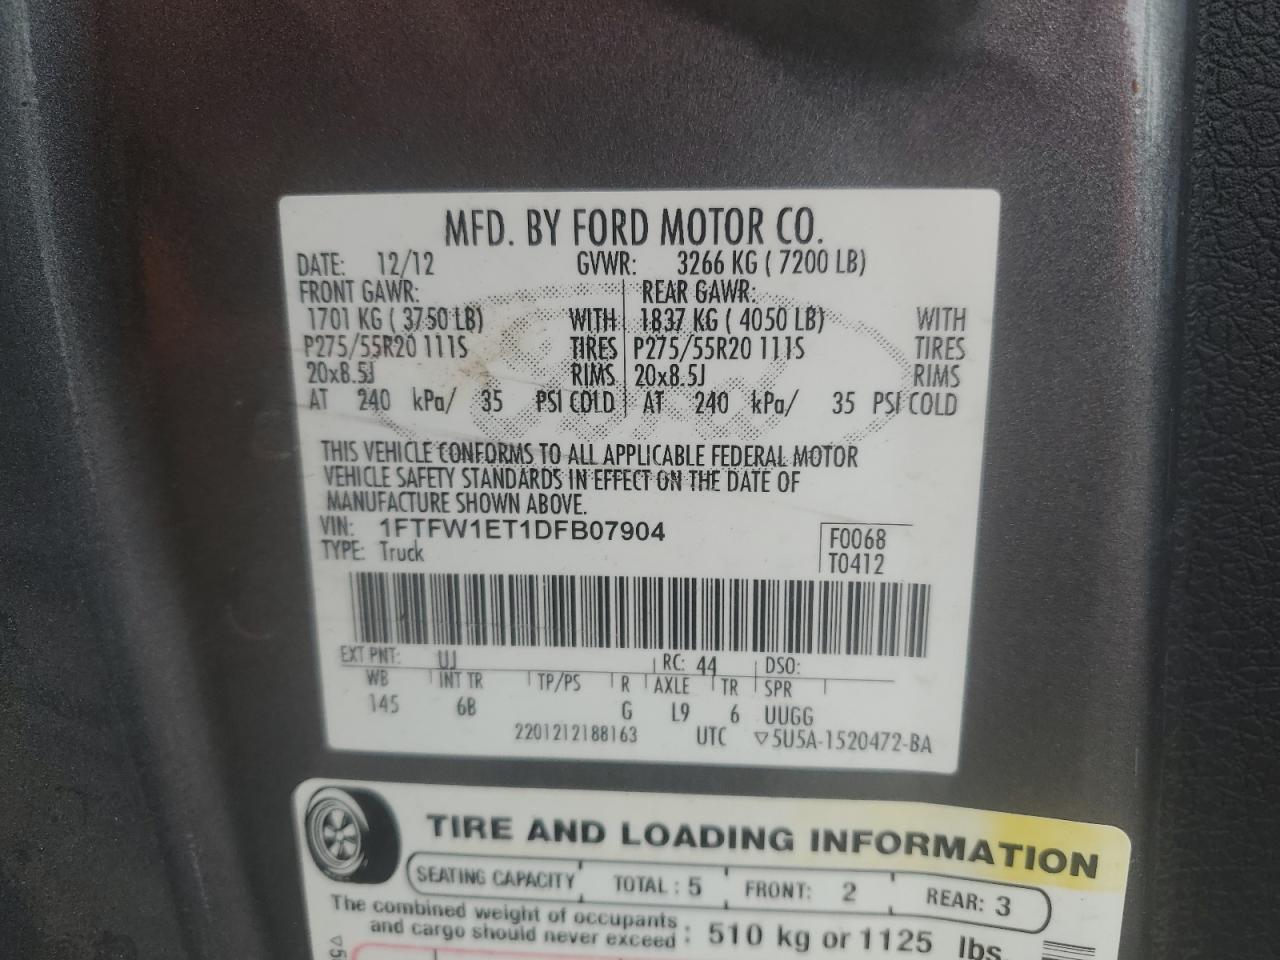 MFD. BY FORD MOTOR CO.
DATE: 12/12 GVWR: 3266 KG ( 7200 LB)
FRONT GAWR: REAR GAWR:
1701 KG ( 3750 LB) WITH 1837 KG ( 4050 LB) WITH
P275/55R20 111S TIRES P275/55R20 111S TIRES
20x8.5J RIMS 20x8.5J RIMS
AT 240 kPa/ 35 PSI COLD AT 240 kPa/ 35 PSI COLD
THIS VEHICLE CONFORMS TO ALL APPLICABLE FEDERAL MOTOR
VEHICLE SAFETY STANDARDS IN EFFECT ON THE DATE OF
MANUFACTURE SHOWN ABOVE.
VIN: 1FTFW1ET1DFB07904
TYPE: Truck
F0068
T0412
EXT PNT: UJ RC: 44 DSO:
WB INT TR TP/PS R AXLE TR SPR
145 6B G L9 6 UUGG
2201212188163 UTC ▽5U5A-1520472-BA
TIRE AND LOADING INFORMATION
SEATING CAPACITY TOTAL : 5 FRONT: 2 REAR: 3
The combined weight of occupants
and cargo should never exceed : 510 kg or 1125 lbs.
▽5